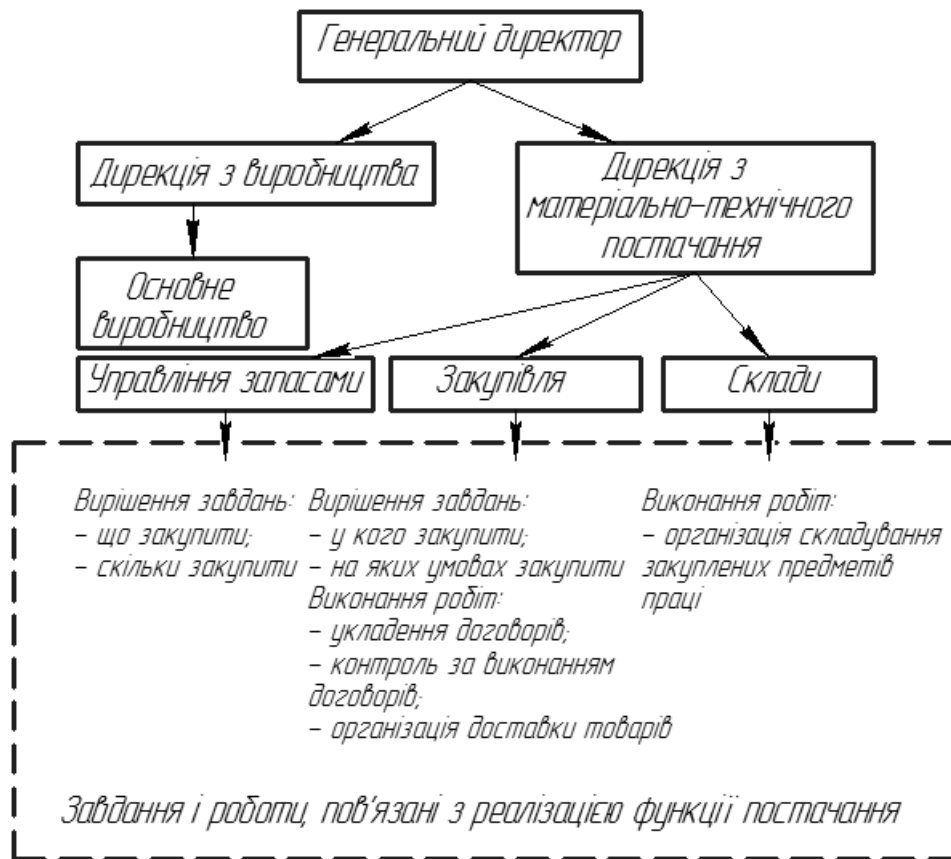 Генеральний директор
Дирекція з виробництва
Дирекція з
матеріально-технічного
постачання
Основне
виробництво
Управління запасами
Закупівля
Склади
Вирішення завдань:
- що закупити;
- скільки закупити
Вирішення завдань:
- у кого закупити;
- на яких умовах закупити
Виконання робіт:
- укладення договорів;
- контроль за виконанням
договорів;
- організація доставки товарів
Виконання робіт:
- організація складування
закуплених предметів
праці
Завдання і роботи, пов'язані з реалізацією функції постачання